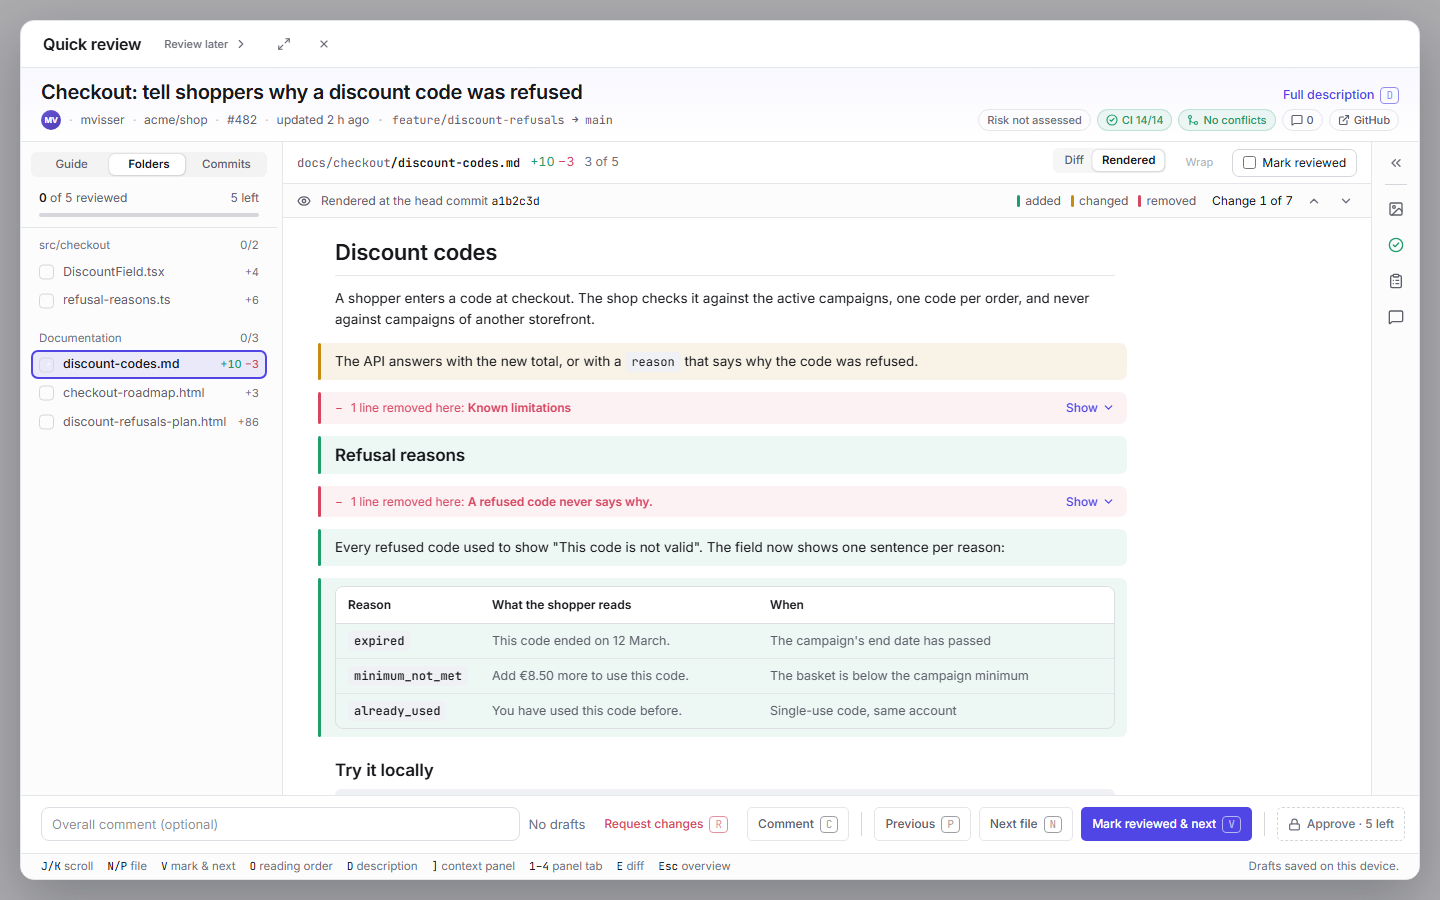 Quick review
Review later
Checkout: tell shoppers why a discount code was refused
Full description D
MV · mvisser · acme/shop · #482 · updated 2 h ago · feature/discount-refusals → main
Risk not assessed
CI 14/14
No conflicts
0
GitHub
Guide
Folders
Commits
0 of 5 reviewed
5 left
src/checkout 0/2
DiscountField.tsx +4
refusal-reasons.ts +6
Documentation 0/3
discount-codes.md +10 −3
checkout-roadmap.html +3
discount-refusals-plan.html +86
docs/checkout/discount-codes.md +10 −3 3 of 5
Diff
Rendered
Wrap
Mark reviewed
Rendered at the head commit a1b2c3d
added
changed
removed
Change 1 of 7
Discount codes
A shopper enters a code at checkout. The shop checks it against the active campaigns, one code per order, and never
against campaigns of another storefront.
The API answers with the new total, or with a reason that says why the code was refused.
− 1 line removed here: Known limitations Show
Refusal reasons
− 1 line removed here: A refused code never says why. Show
Every refused code used to show "This code is not valid". The field now shows one sentence per reason:
Reason What the shopper reads When
expired This code ended on 12 March. The campaign's end date has passed
minimum_not_met Add €8.50 more to use this code. The basket is below the campaign minimum
already_used You have used this code before. Single-use code, same account
Try it locally
Overall comment (optional)
No drafts
Request changes R
Comment C
Previous P
Next file N
Mark reviewed & next V
Approve · 5 left
J/K scroll N/P file V mark & next O reading order D description ] context panel 1–4 panel tab E diff Esc overview
Drafts saved on this device.